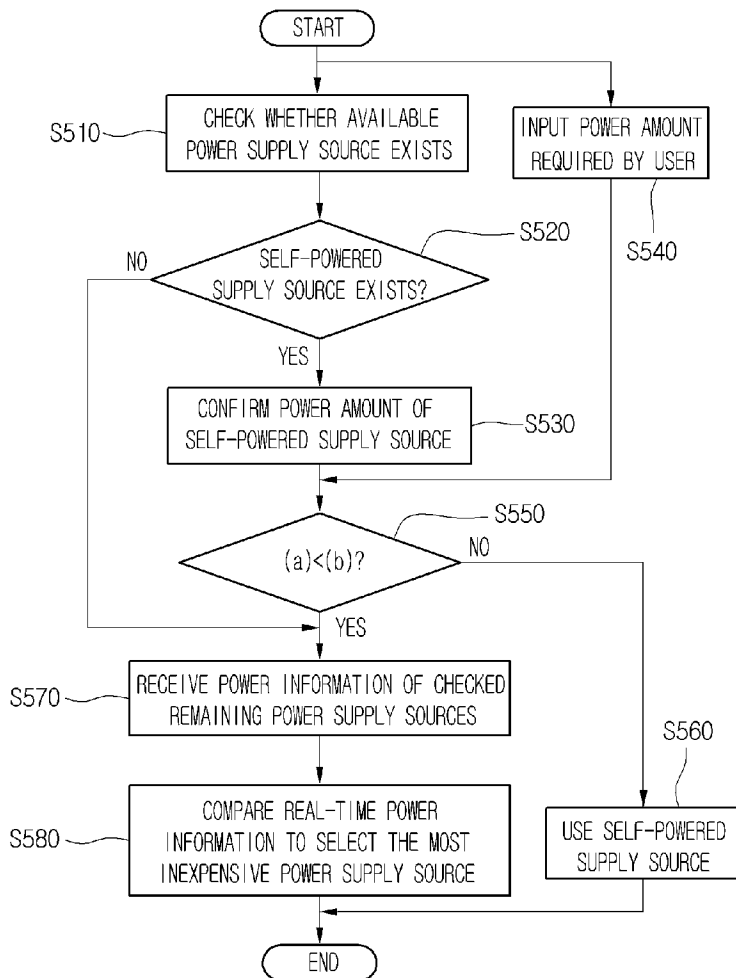 START
CHECK WHETHER AVAILABLE
POWER SUPPLY SOURCE EXISTS
S510
INPUT POWER AMOUNT
REQUIRED BY USER
S540
SELF-POWERED
SUPPLY SOURCE EXISTS?
S520
NO
YES
CONFIRM POWER AMOUNT OF
SELF-POWERED SUPPLY SOURCE
S530
(a)<(b)?
S550
NO
YES
RECEIVE POWER INFORMATION OF CHECKED
REMAINING POWER SUPPLY SOURCES
S570
COMPARE REAL-TIME POWER
INFORMATION TO SELECT THE MOST
INEXPENSIVE POWER SUPPLY SOURCE
S580
USE SELF-POWERED
SUPPLY SOURCE
S560
END